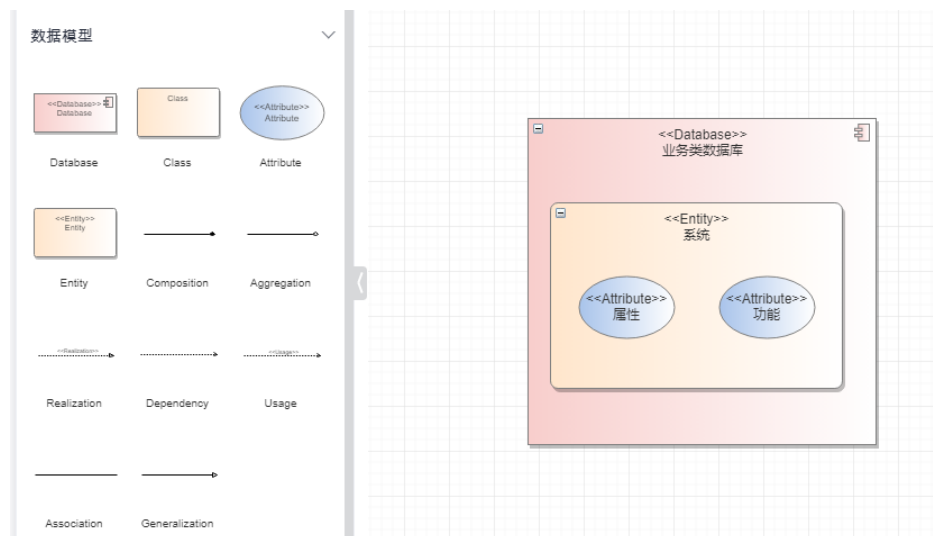 数据模型
<<Database>>
Database
Class
<<Attribute>>
Attribute
Database
Class
Attribute
<<Entity>>
Entity
Entity
Composition
Aggregation
<<Realization>>
<<Usage>>
Realization
Dependency
Usage
Association
Generalization
<<Database>>
业务类数据库
<<Entity>>
系统
<<Attribute>>
属性
<<Attribute>>
功能